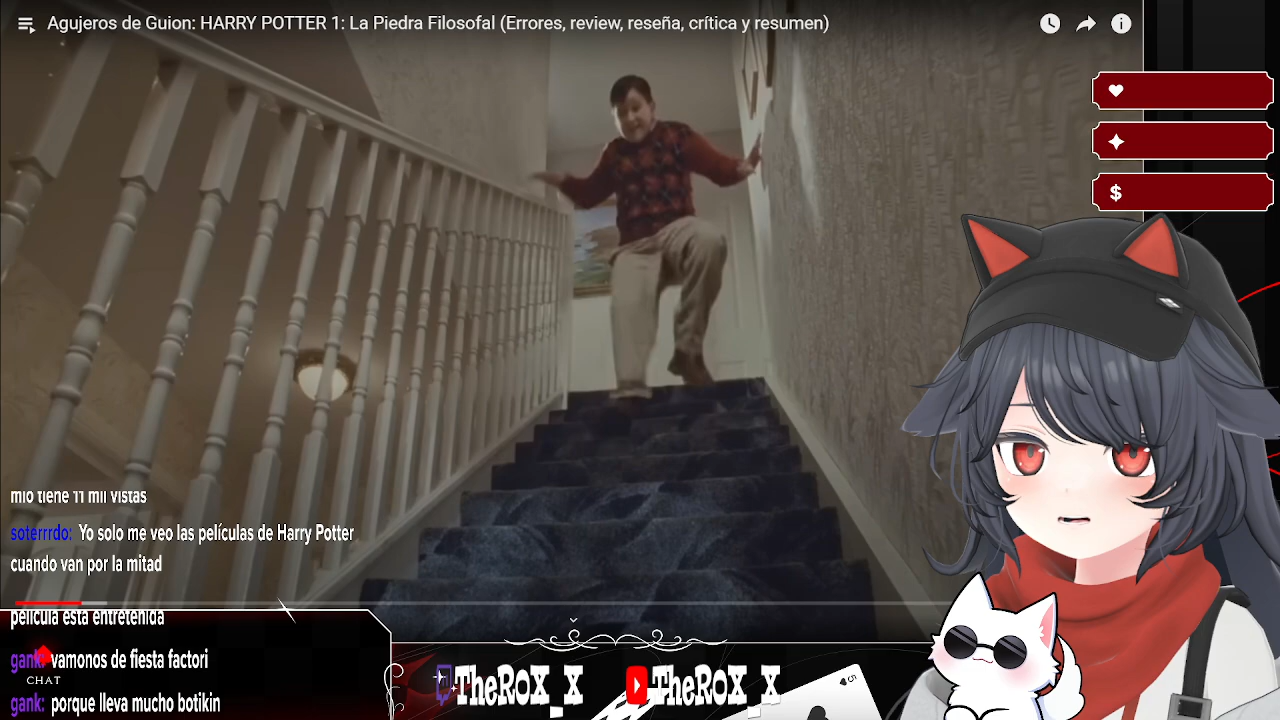 Agujeros de Guion: HARRY POTTER 1: La Piedra Filosofal (Errores, review, reseña, crítica y resumen)
$
mio tiene 11 mil vistas
soterrrdo: Yo solo me veo las películas de Harry Potter
cuando van por la mitad
película esta entretenida
gank: vamonos de fiesta factori
CHAT
gank: porque lleva mucho botikin
TheROX_X TheROX_X
5